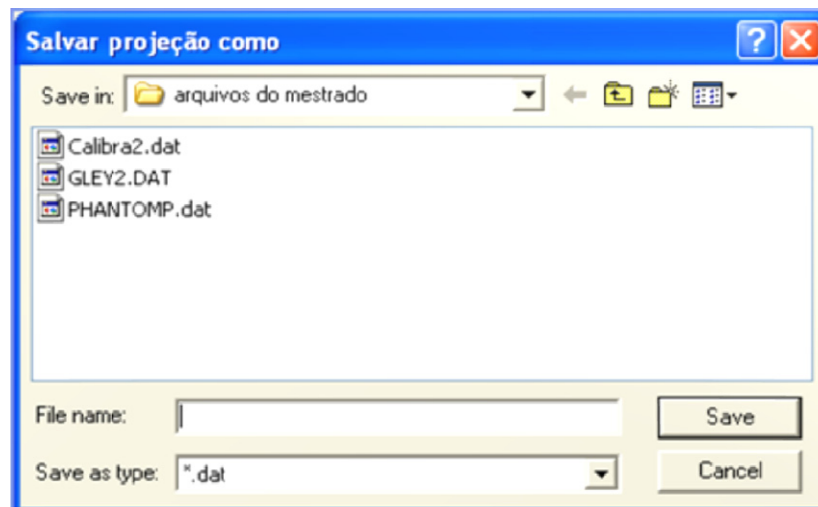 Salvar projeção como
Save in: arquivos do mestrado
Calibra2.dat
GLEY2.DAT
PHANTOMP.dat
File name:
Save
Save as type: *.dat
Cancel